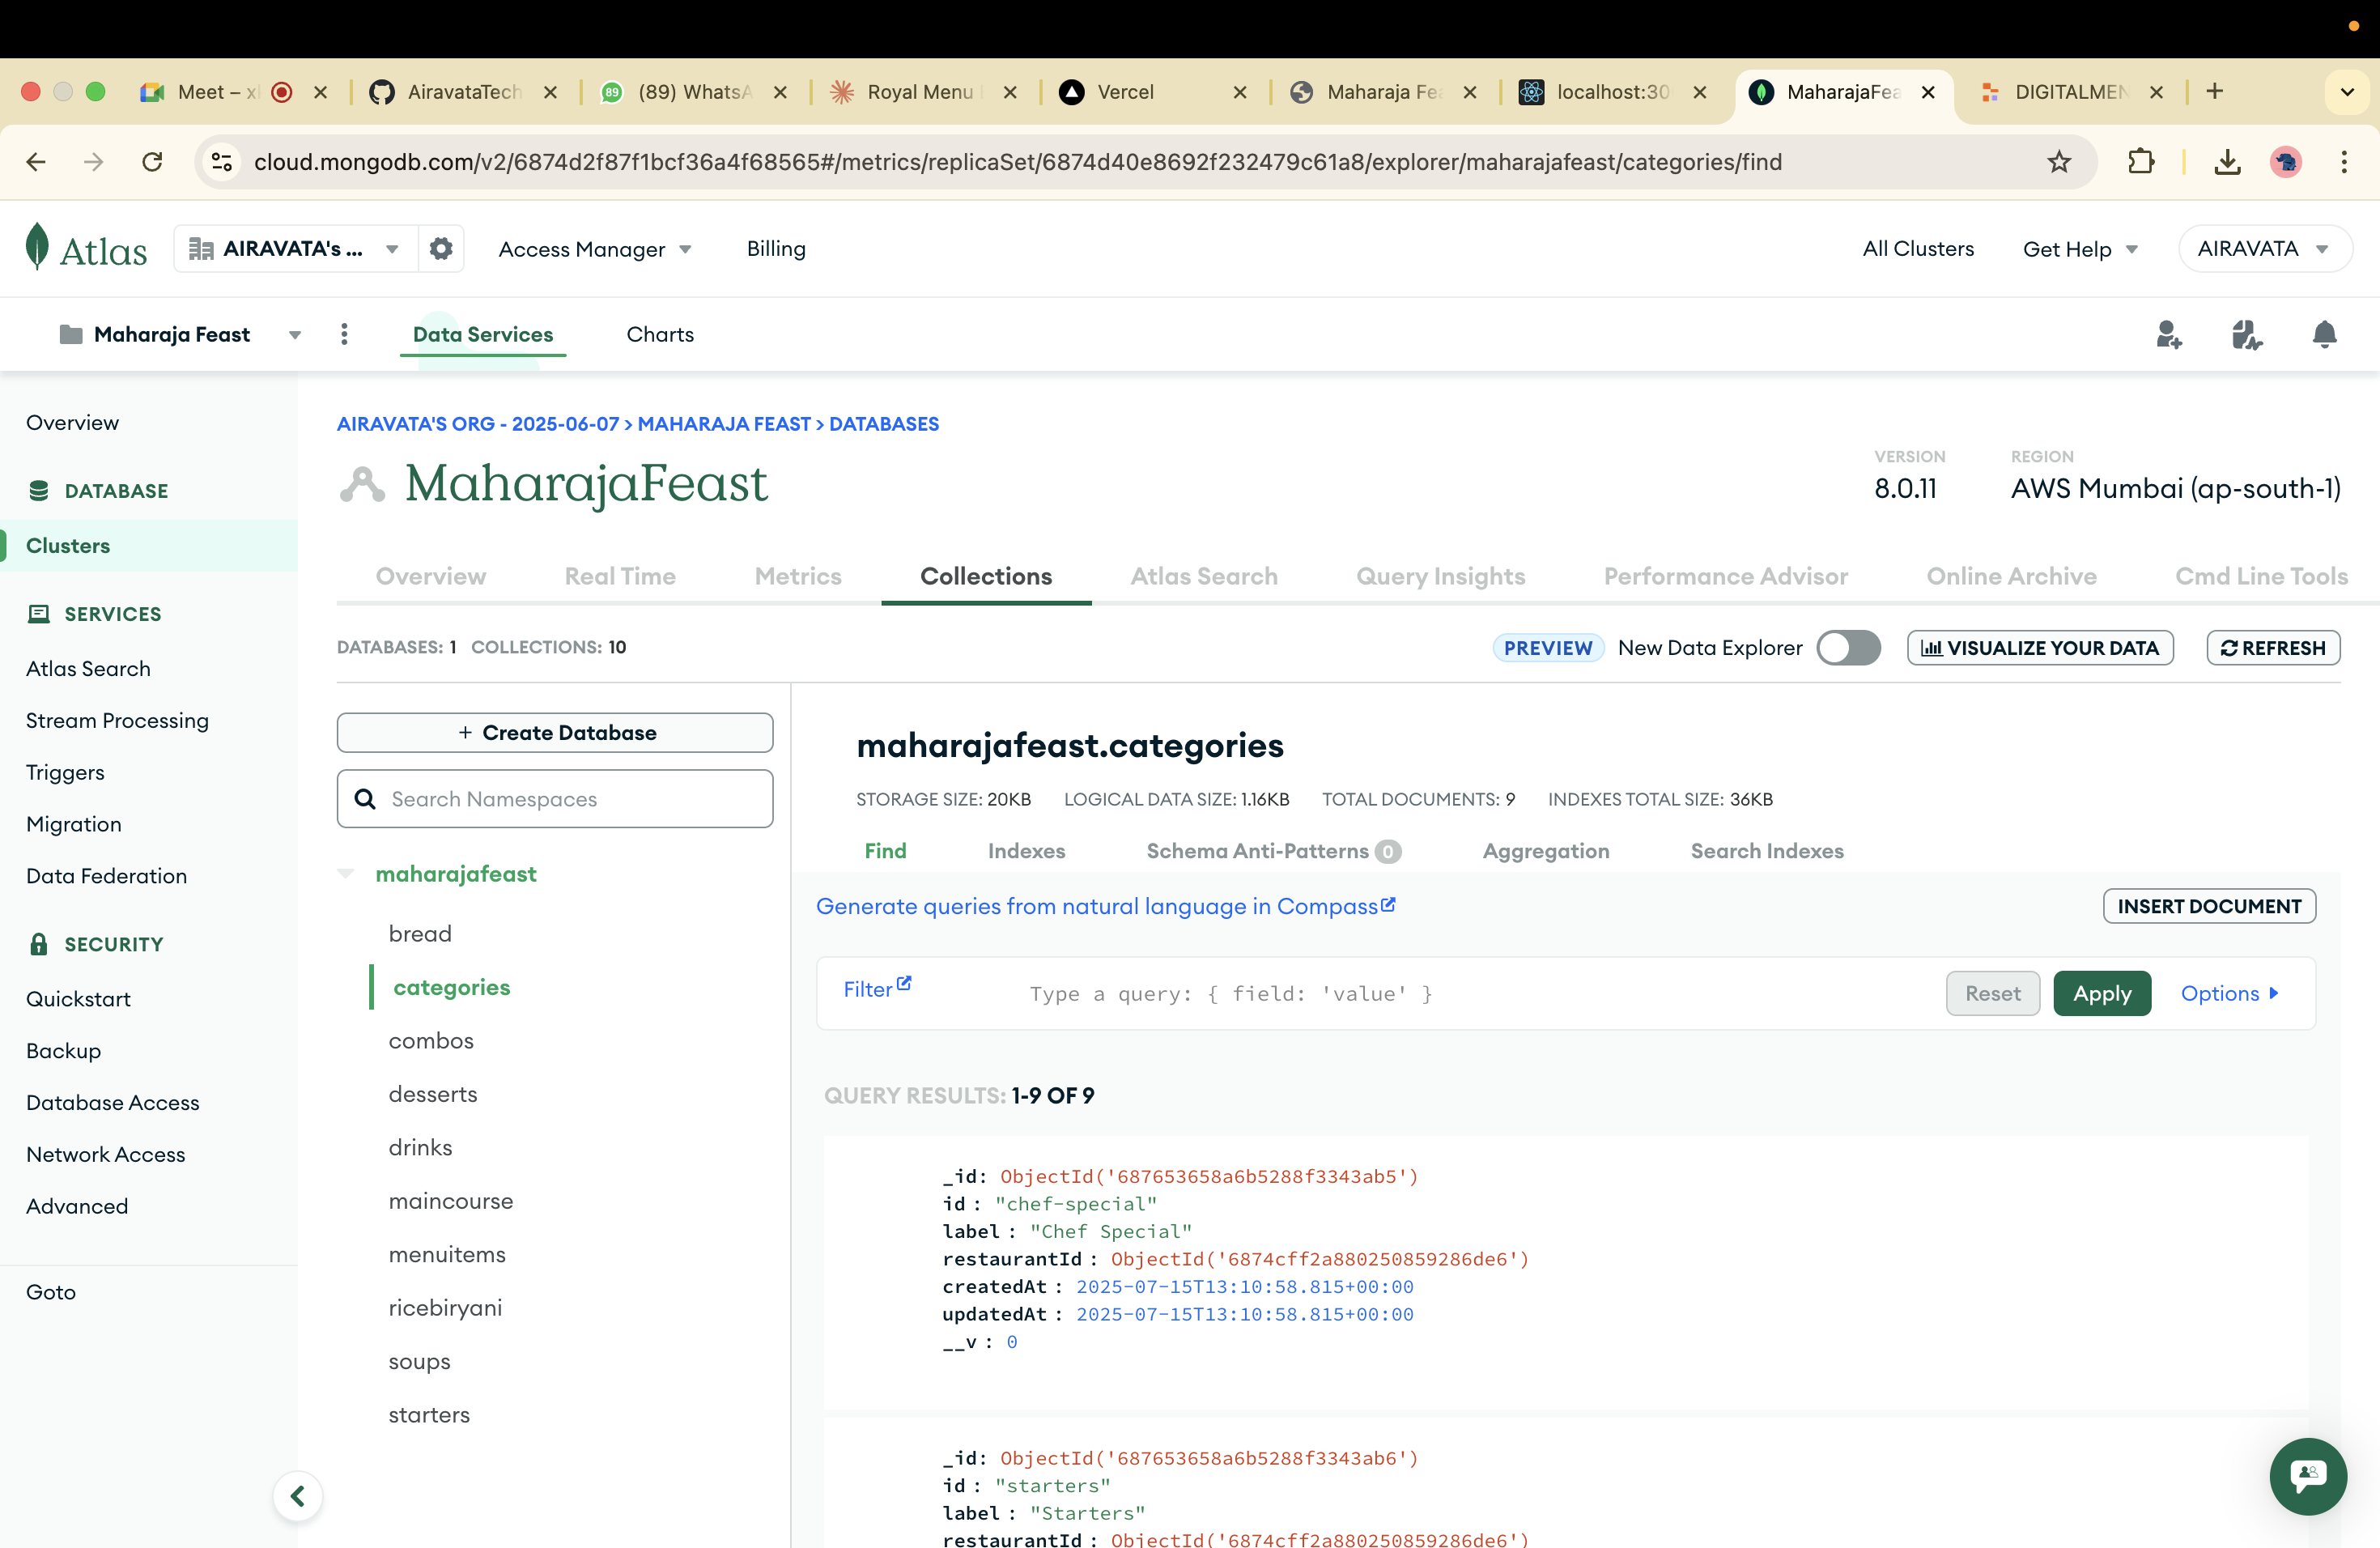 Meet – x
AiravataTech
(89) WhatsA
Royal Menu
Vercel
Maharaja Fea
localhost:30
MaharajaFea
DIGITALMEN
cloud.mongodb.com/v2/6874d2f87f1bcf36a4f68565#/metrics/replicaSet/6874d40e8692f232479c61a8/explorer/maharajafeast/categories/find
Atlas
AIRAVATA's ...
Access Manager
Billing
All Clusters
Get Help
AIRAVATA
Maharaja Feast
Data Services
Charts
Overview
DATABASE
Clusters
SERVICES
Atlas Search
Stream Processing
Triggers
Migration
Data Federation
SECURITY
Quickstart
Backup
Database Access
Network Access
Advanced
Goto
AIRAVATA'S ORG - 2025-06-07 > MAHARAJA FEAST > DATABASES
MaharajaFeast
VERSION
8.0.11
REGION
AWS Mumbai (ap-south-1)
Overview
Real Time
Metrics
Collections
Atlas Search
Query Insights
Performance Advisor
Online Archive
Cmd Line Tools
DATABASES: 1 COLLECTIONS: 10
PREVIEW New Data Explorer
VISUALIZE YOUR DATA
REFRESH
+ Create Database
Search Namespaces
maharajafeast
bread
categories
combos
desserts
drinks
maincourse
menuitems
ricebiryani
soups
starters
maharajafeast.categories
STORAGE SIZE: 20KB LOGICAL DATA SIZE: 1.16KB TOTAL DOCUMENTS: 9 INDEXES TOTAL SIZE: 36KB
Find
Indexes
Schema Anti-Patterns 0
Aggregation
Search Indexes
Generate queries from natural language in Compass
INSERT DOCUMENT
Filter
Type a query: { field: 'value' }
Reset
Apply
Options
QUERY RESULTS: 1-9 OF 9
_id: ObjectId('687653658a6b5288f3343ab5')
id : "chef-special"
label : "Chef Special"
restaurantId : ObjectId('6874cff2a880250859286de6')
createdAt : 2025-07-15T13:10:58.815+00:00
updatedAt : 2025-07-15T13:10:58.815+00:00
__v : 0
_id: ObjectId('687653658a6b5288f3343ab6')
id : "starters"
label : "Starters"
restaurantId : ObjectId('6874cff2a880250859286de6')